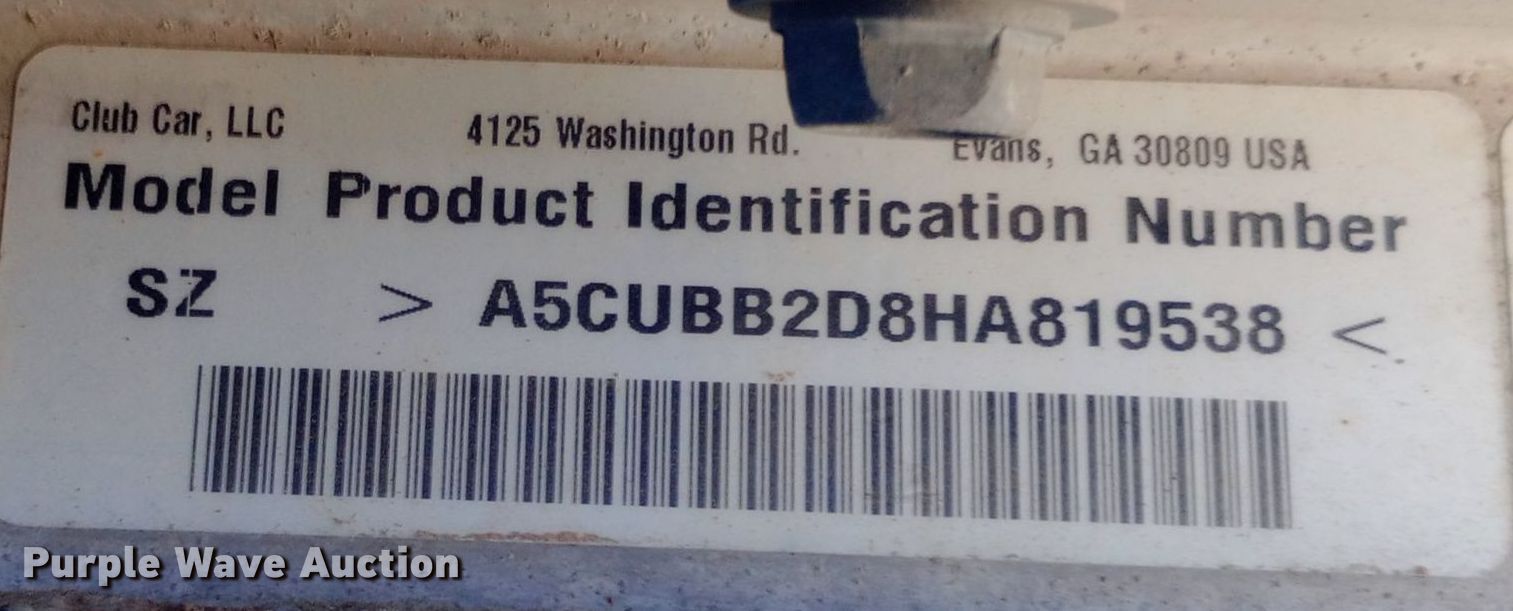 Club Car, LLC 4125 Washington Rd. Evans, GA 30809 USA
Model Product Identification Number
SZ > A5CUBB2D8HA819538 <
Purple Wave Auction